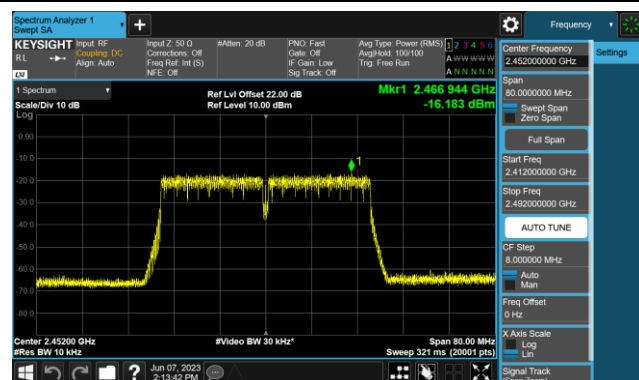 Spectrum Analyzer 1
Swept SA
+
Frequency
KEYSIGHT
RL
Input: RF
Coupling: DC
Align: Auto
Input Z: 50 Ω
Corrections: Off
Freq Ref: Int (S)
NFE: Off
#Atten: 20 dB
PNO: Fast
Gate: Off
IF Gain: Low
Sig Track: Off
Avg Type: Power (RMS)
Avg|Hold: 100/100
Trig: Free Run
1 2 3 4 5 6
A W W W W W
A N N N N N
LXI
1 Spectrum
Scale/Div 10 dB
Log
Ref Lvl Offset 22.00 dB
Ref Level 10.00 dBm
Mkr1 2.466 944 GHz
-16.183 dBm
1
0.00
-10.0
-20.0
-30.0
-40.0
-50.0
-60.0
-70.0
-80.0
Center 2.45200 GHz
#Res BW 10 kHz
#Video BW 30 kHz*
Span 80.00 MHz
Sweep 321 ms (20001 pts)
Center Frequency
2.452000000 GHz
Settings
Span
80.0000000 MHz
Swept Span
Zero Span
Full Span
Start Freq
2.412000000 GHz
Stop Freq
2.492000000 GHz
AUTO TUNE
CF Step
8.000000 MHz
Auto
Man
Freq Offset
0 Hz
X Axis Scale
Log
Lin
Signal Track
?
Jun 07, 2023
2:13:42 PM